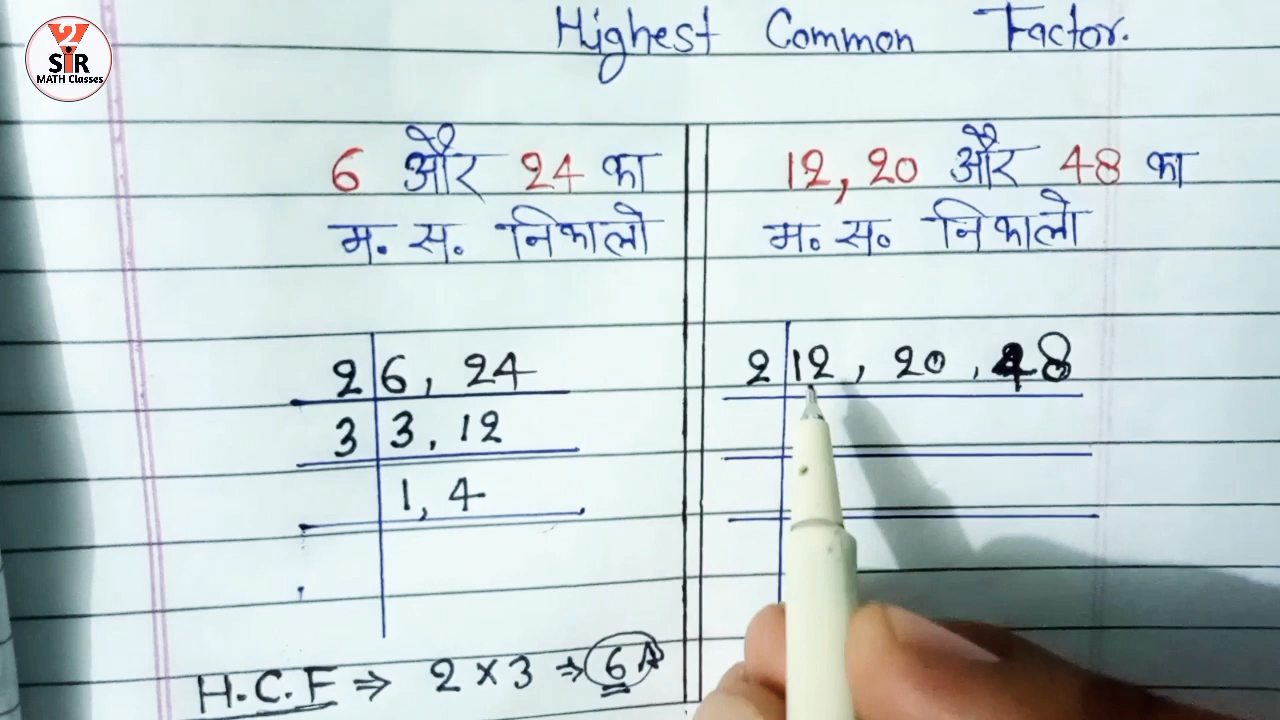 2
SIR
MATH Classes
Highest Common Factor.
6 और 24 का
म. स. निकालो
2 6, 24
3 3, 12
1, 4
H.C.F ⇒ 2 × 3 ⇒ 6 A
12, 20 और 48 का
म. स. निकालो
2 12, 20, 48